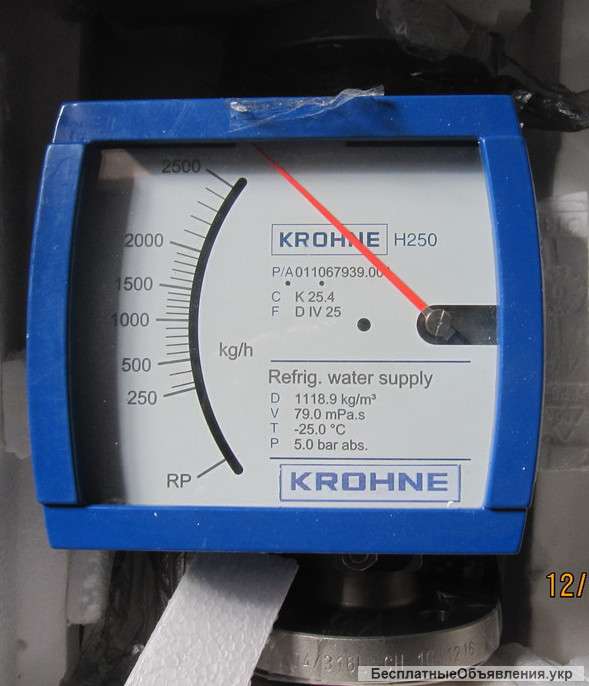 2500
2000
1500
1000
500
250
RP
kg/h
KROHNE H250
P/A 011067939.001
C K 25.4
F D IV 25
Refrig. water supply
D 1118.9 kg/m³
V 79.0 mPa.s
T -25.0 °C
P 5.0 bar abs.
KROHNE
12/
БесплатныеОбъявления.укр